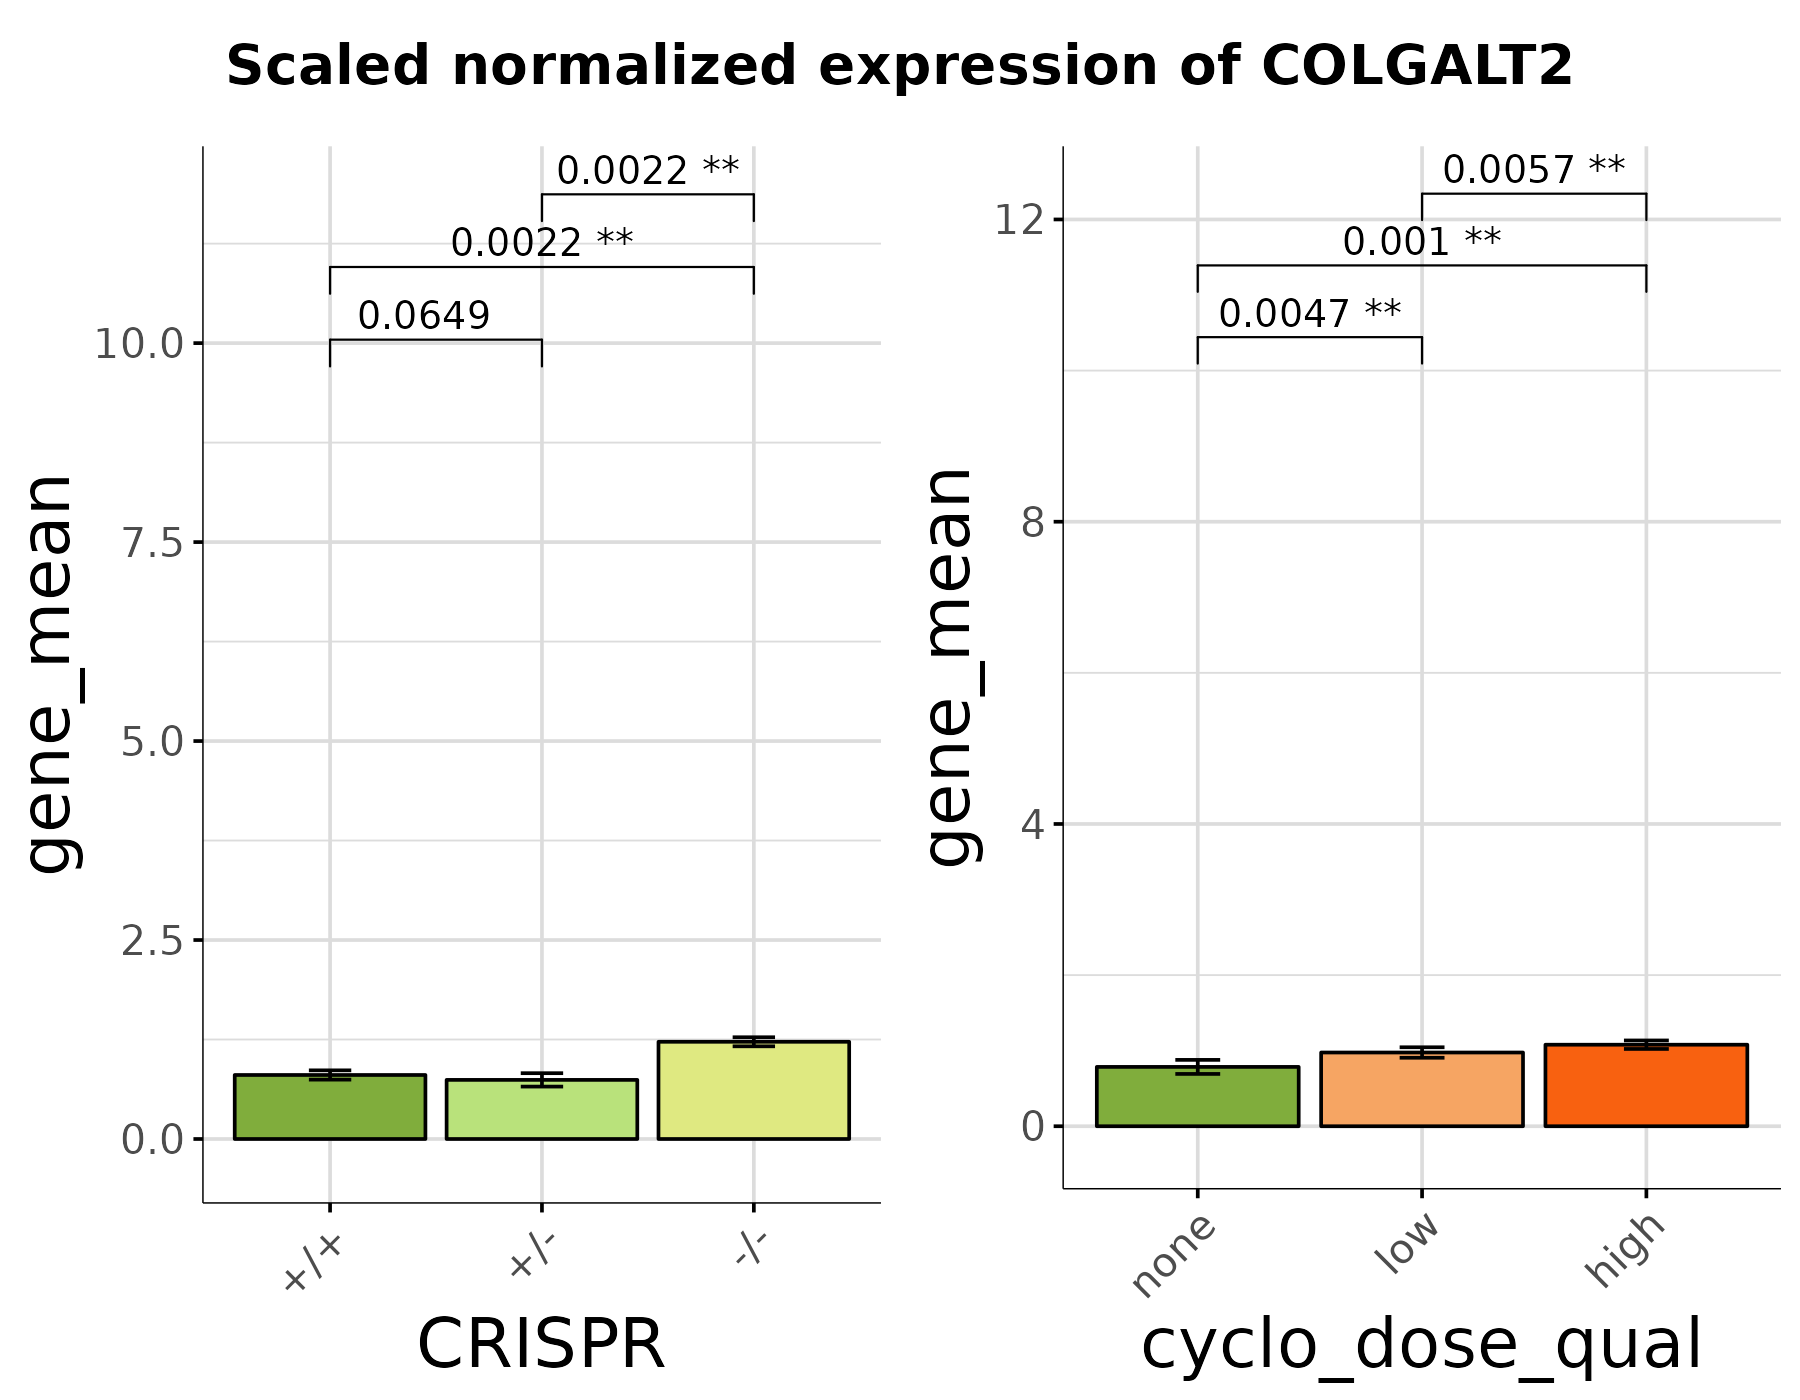 Scaled normalized expression of COLGALT2
0.0022 **
0.0022 **
0.0649
10.0
7.5
5.0
2.5
0.0
gene_mean
+/+
+/-
-/-
CRISPR
0.0057 **
0.001 **
0.0047 **
12
8
4
0
gene_mean
none
low
high
cyclo_dose_qual